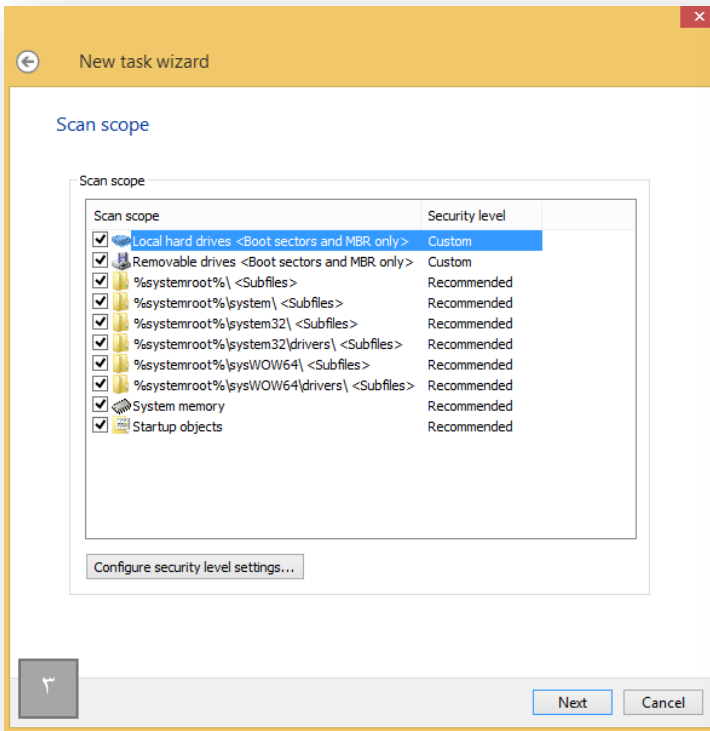 New task wizard
Scan scope
Scan scope
Scan scope Security level
Local hard drives <Boot sectors and MBR only> Custom
Removable drives <Boot sectors and MBR only> Custom
%systemroot%\ <Subfiles> Recommended
%systemroot%\system\ <Subfiles> Recommended
%systemroot%\system32\ <Subfiles> Recommended
%systemroot%\system32\drivers\ <Subfiles> Recommended
%systemroot%\sysWOW64\ <Subfiles> Recommended
%systemroot%\sysWOW64\drivers\ <Subfiles> Recommended
System memory Recommended
Startup objects Recommended
Configure security level settings...
۳
Next Cancel